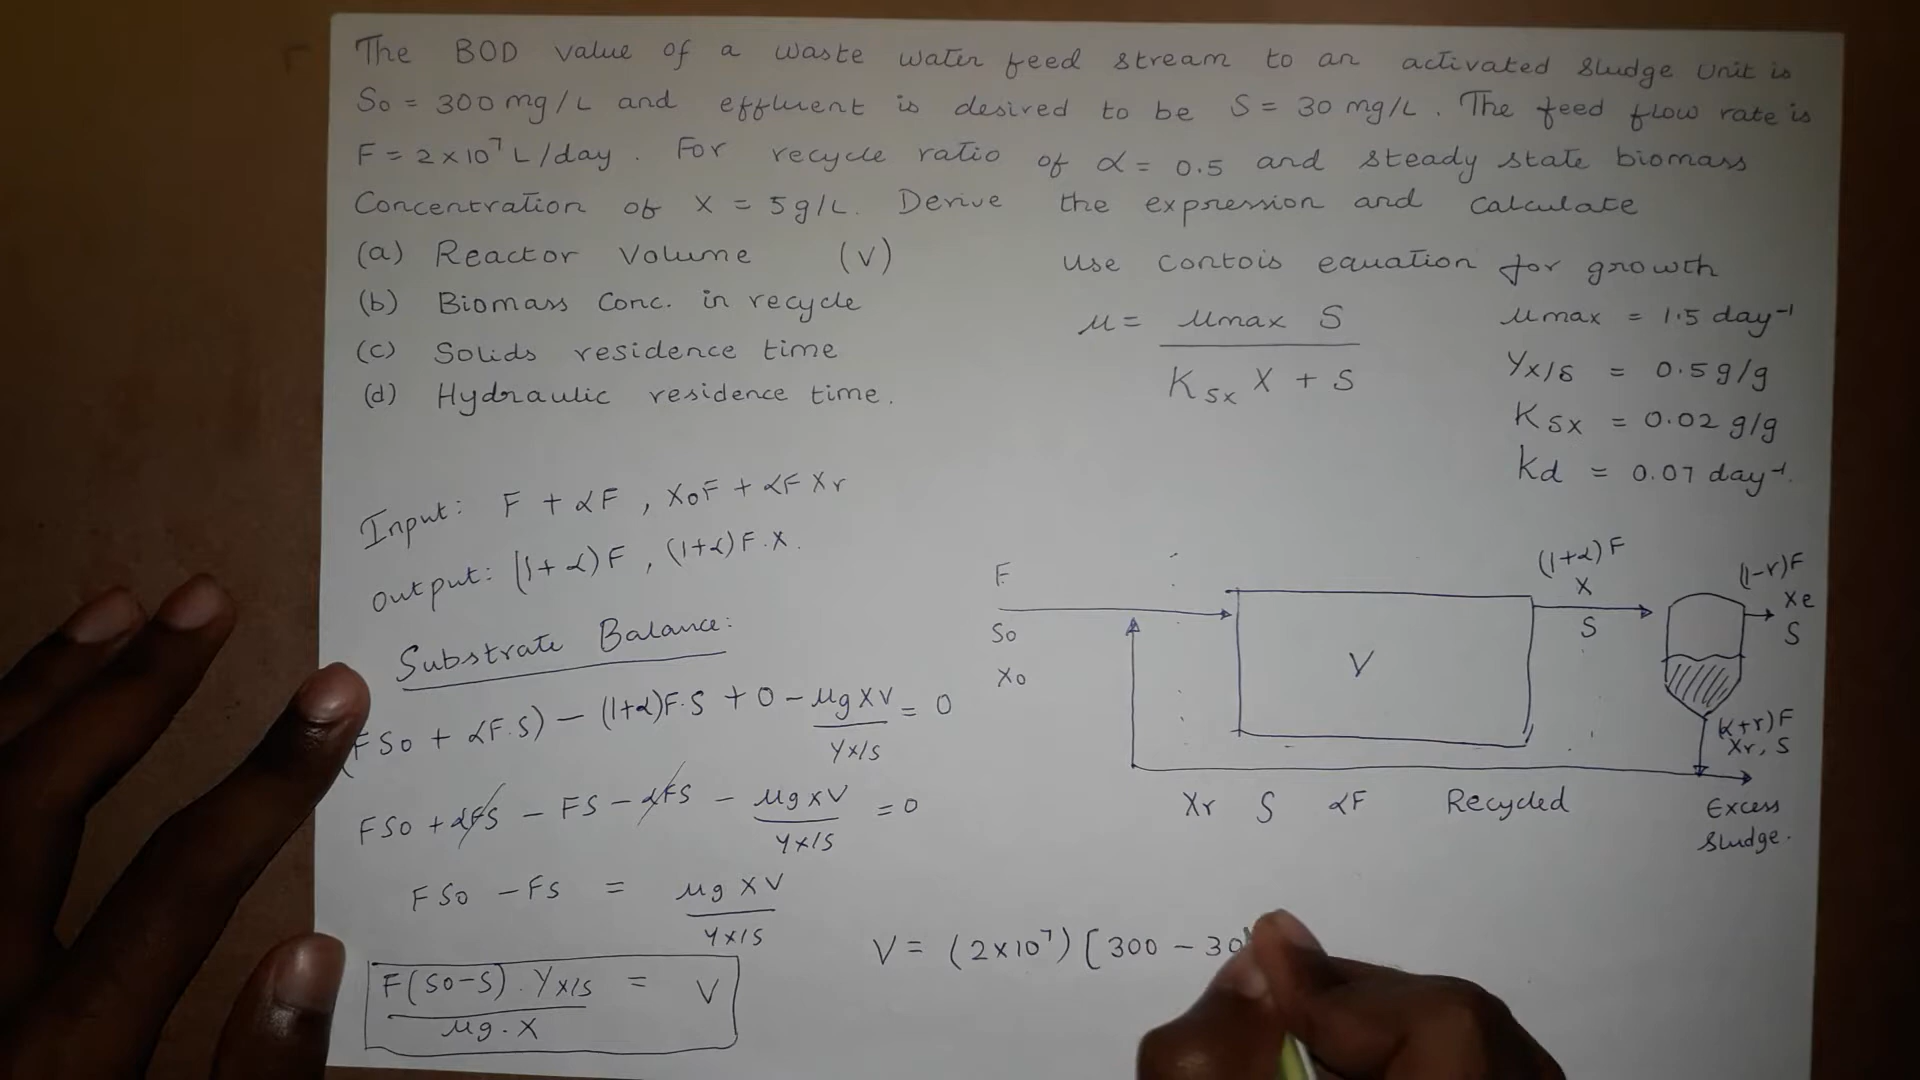 The BOD value of a waste water feed stream to an activated sludge unit is
So = 300 mg/L and effluent is desired to be S = 30 mg/L. The feed flow rate is
F = 2×10⁷ L/day. For recycle ratio of α = 0.5 and steady state biomass
Concentration of X = 5g/L. Derive the expression and calculate
(a) Reactor Volume (V)
(b) Biomass Conc. in recycle
(c) Solids residence time
(d) Hydraulic residence time.
use contois equation for growth
μ = μmax S
Ksx X + S
μmax = 1.5 day⁻¹
Yx/s = 0.5 g/g
Ksx = 0.02 g/g
kd = 0.07 day⁻¹.
Input: F + αF, XoF + αF Xr
Output: (1+α)F, (1+α)F.X.
Substrate Balance:
(FSo + αF.S) – (1+α)F.S + 0 – μg XV = 0
Yx/s
FSo + αFS – FS – αFS – μg XV = 0
Yx/s
FSo – FS = μg XV
Yx/s
F(So–S) . Yx/s = V
μg . X
F
So
Xo
V
(1+α)F
X
S
(1-r)F
Xe
S
(α+r)F
Xr, S
Xr S αF Recycled
Excess
Sludge.
V = (2×10⁷) [300 – 30